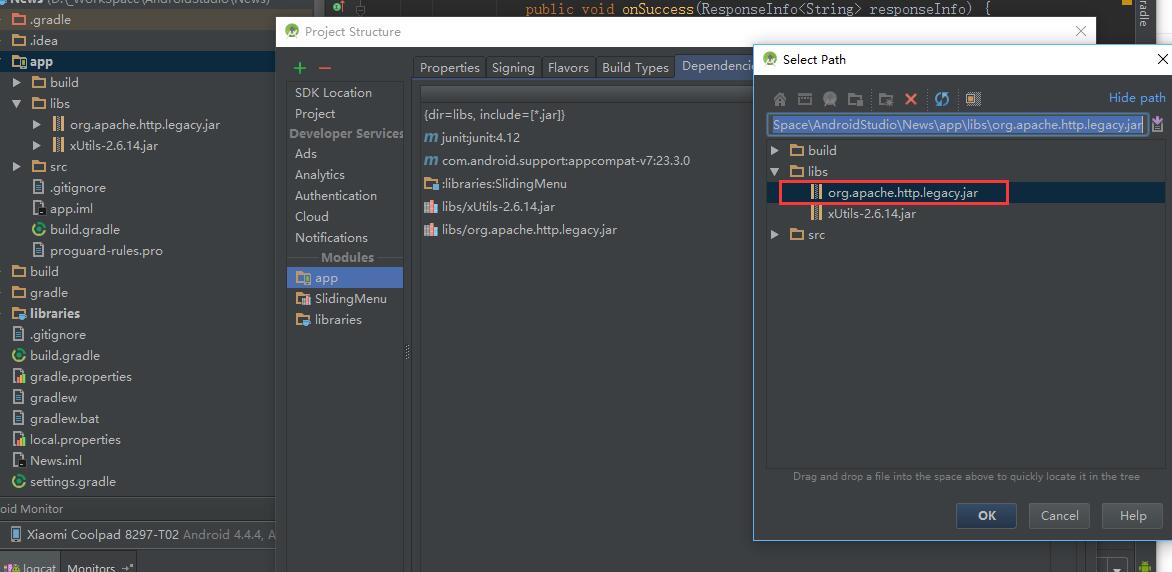 News (D:\_WorkSpace\AndroidStudio\News)
.gradle
.idea
app
build
libs
org.apache.http.legacy.jar
xUtils-2.6.14.jar
src
.gitignore
app.iml
build.gradle
proguard-rules.pro
build
gradle
libraries
.gitignore
build.gradle
gradle.properties
gradlew
gradlew.bat
local.properties
News.iml
settings.gradle
oid Monitor
Xiaomi Coolpad 8297-T02 Android 4.4.4, A
logcat
Monitors
public void onSuccess(ResponseInfo<String> responseInfo) {
Project Structure
SDK Location
Project
Developer Services
Ads
Analytics
Authentication
Cloud
Notifications
Modules
app
SlidingMenu
libraries
Properties
Signing
Flavors
Build Types
Dependencie
{dir=libs, include=[*.jar]}
junit:junit:4.12
com.android.support:appcompat-v7:23.3.0
:libraries:SlidingMenu
libs/xUtils-2.6.14.jar
libs/org.apache.http.legacy.jar
Select Path
Hide path
Space\AndroidStudio\News\app\libs\org.apache.http.legacy.jar
build
libs
org.apache.http.legacy.jar
xUtils-2.6.14.jar
src
Drag and drop a file into the space above to quickly locate it in the tree
OK
Cancel
Help
radle